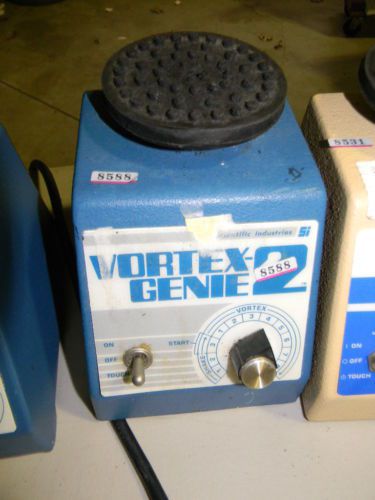 8588
8531
Scientific Industries Si
VORTEX-
GENIE 2
8588
VORTEX
ON
START
OFF
TOUCH
SHAKE
1 2 3 4 5 6 7 8
ON
OFF
TOUCH